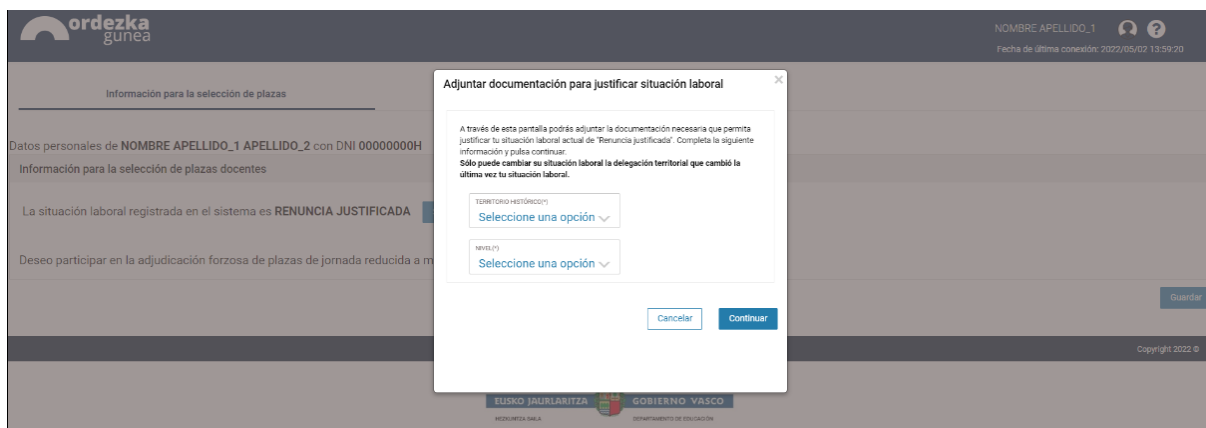 ordezka
gunea
NOMBRE APELLIDO_1
Fecha de última conexión: 2022/05/02 13:59:20
Adjuntar documentación para justificar situación laboral
Información para la selección de plazas
A través de esta pantalla podrás adjuntar la documentación necesaria que permita
justificar tu situación laboral actual de "Renuncia justificada". Completa la siguiente
información y pulsa continuar.
Sólo puede cambiar su situación laboral la delegación territorial que cambió la
última vez tu situación laboral.
Datos personales de NOMBRE APELLIDO_1 APELLIDO_2 con DNI 00000000H
Información para la selección de plazas docentes
La situación laboral registrada en el sistema es RENUNCIA JUSTIFICADA
TERRITORIO HISTÓRICO(*)
Seleccione una opción
NIVEL(*)
Seleccione una opción
Deseo participar en la adjudicación forzosa de plazas de jornada reducida a m
Guardar
Cancelar
Continuar
Copyright 2022 ©
EUSKO JAURLARITZA
GOBIERNO VASCO
HEZKUNTZA SAILA
DEPARTAMENTO DE EDUCACIÓN